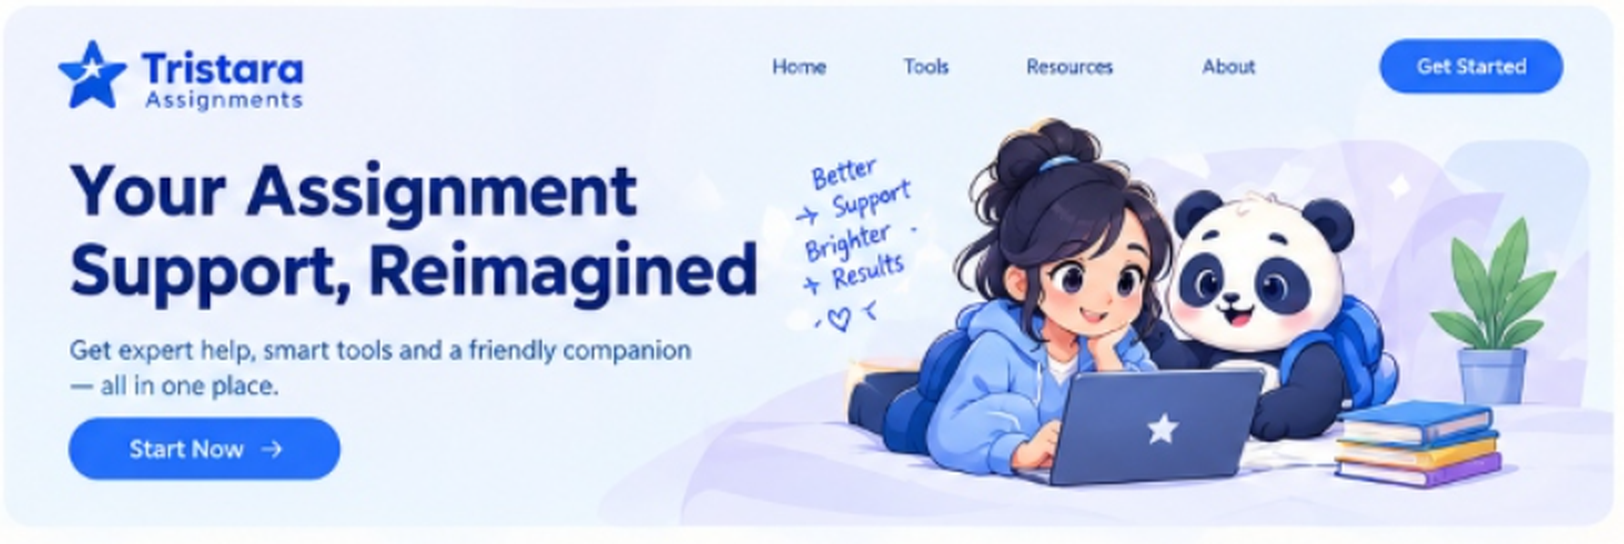 Tristara
Assignments
Home
Tools
Resources
About
Get Started
Your Assignment
Support, Reimagined
Get expert help, smart tools and a friendly companion
— all in one place.
Start Now →
Better
→ Support
Brighter
+ Results